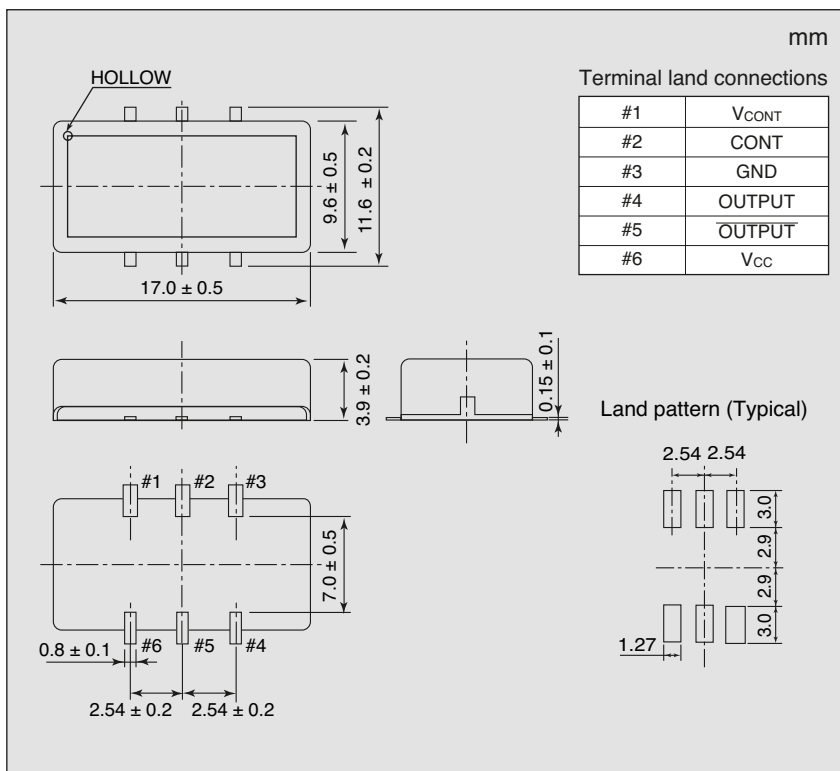 mm
HOLLOW
Terminal land connections
#1 VCONT
#2 CONT
#3 GND
#4 OUTPUT
#5 O̅U̅T̅P̅U̅T̅
#6 VCC
9.6 ± 0.5
11.6 ± 0.2
17.0 ± 0.5
3.9 ± 0.2
0.15 ± 0.1
Land pattern (Typical)
2.54 2.54
3.0
2.9
2.9
3.0
1.27
#1 #2 #3
7.0 ± 0.5
#6 #5 #4
0.8 ± 0.1
2.54 ± 0.2 2.54 ± 0.2